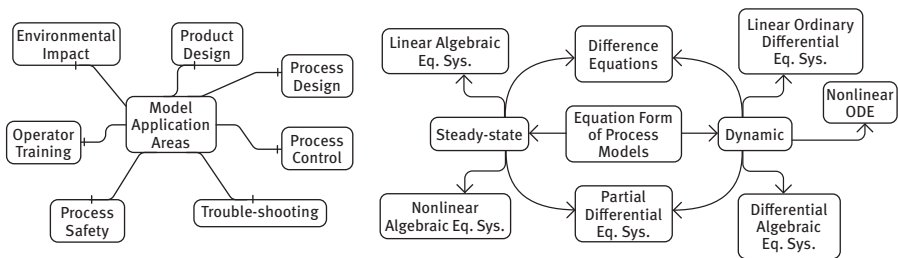 Environmental
Impact
Product
Design
Process
Design
Model
Application
Areas
Operator
Training
Process
Control
Process
Safety
Trouble-shooting
Linear Algebraic
Eq. Sys.
Difference
Equations
Linear Ordinary
Differential
Eq. Sys.
Nonlinear
ODE
Steady-state
Equation Form
of Process
Models
Dynamic
Nonlinear
Algebraic Eq. Sys.
Partial
Differential
Eq. Sys.
Differential
Algebraic
Eq. Sys.